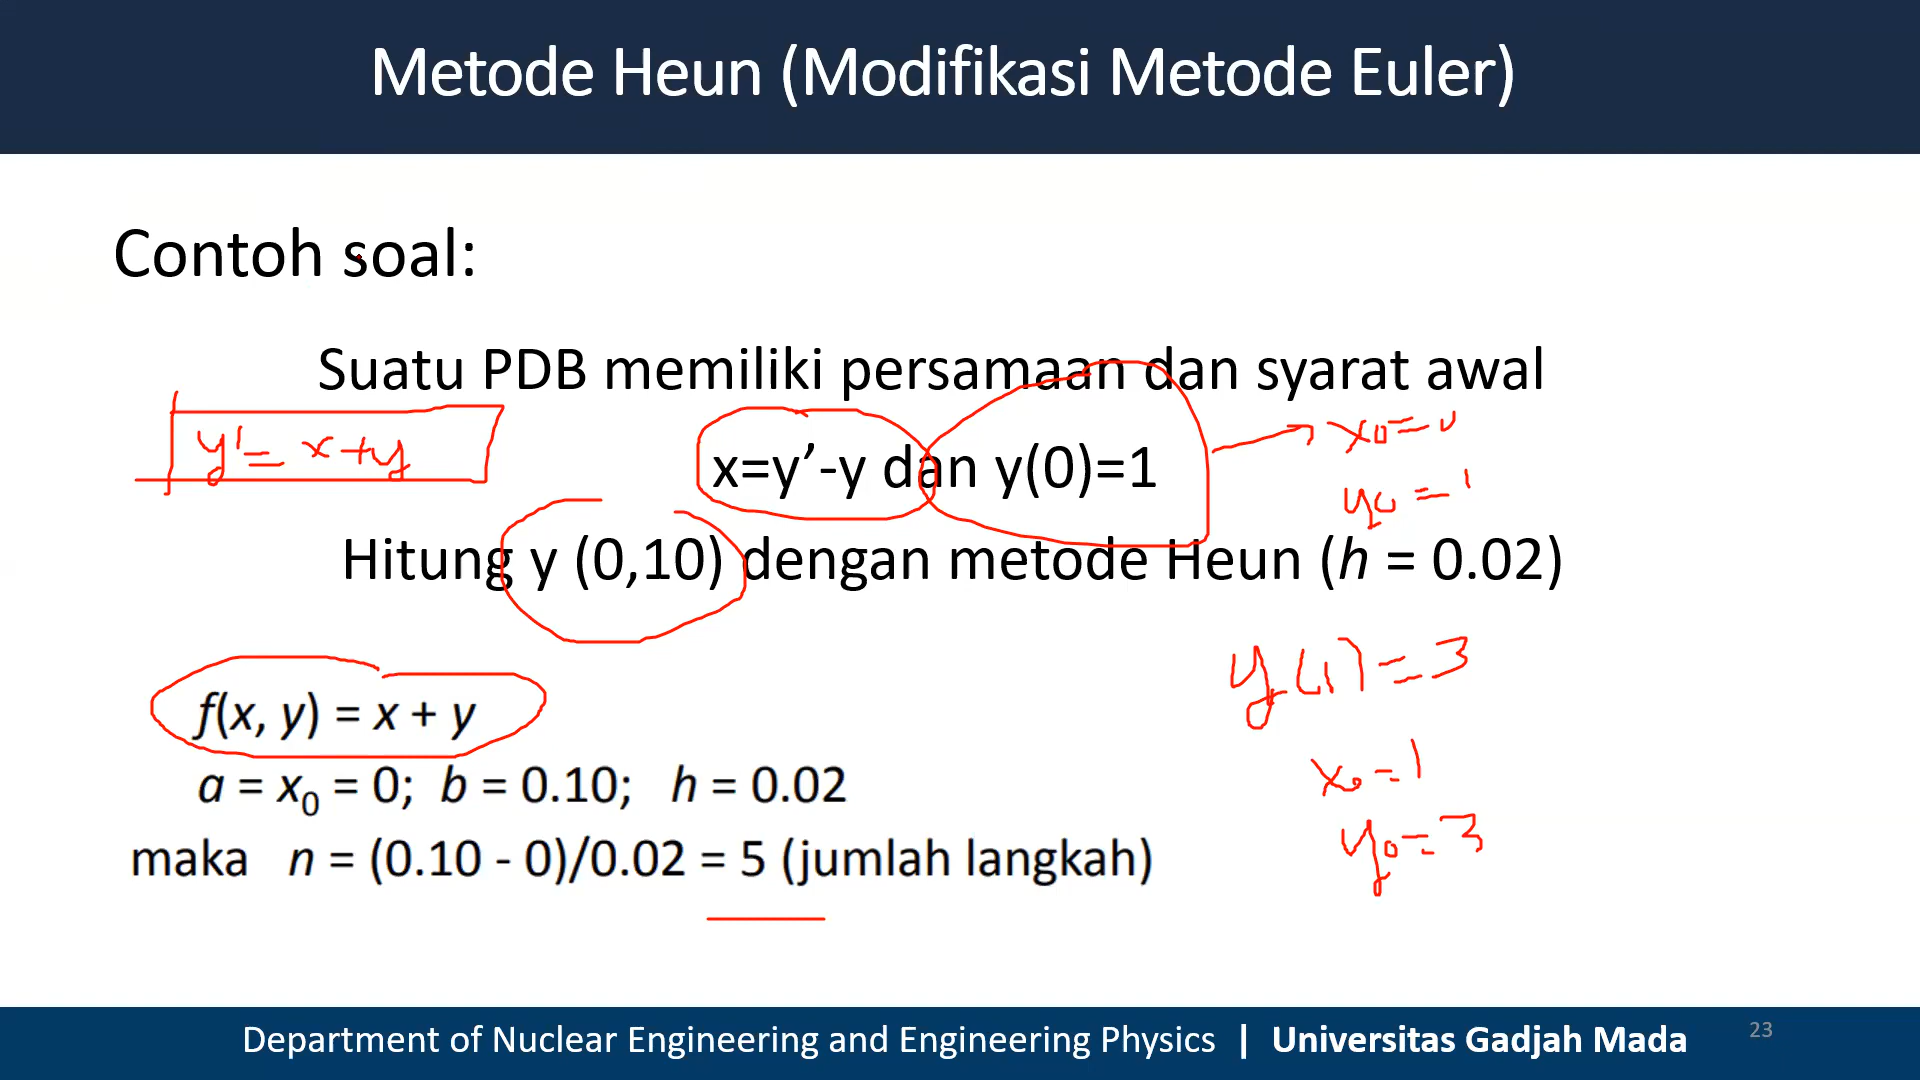 Metode Heun (Modifikasi Metode Euler)
Contoh soal:
Suatu PDB memiliki persamaan dan syarat awal
y' = x + y
x=y’-y dan y(0)=1
x0 = 0
y0 = 1
Hitung y (0,10) dengan metode Heun (h = 0.02)
y(1) = 3
f(x, y) = x + y
a = x0 = 0; b = 0.10; h = 0.02
x0 = 1
maka n = (0.10 - 0)/0.02 = 5 (jumlah langkah)
y0 = 3
Department of Nuclear Engineering and Engineering Physics | Universitas Gadjah Mada
23